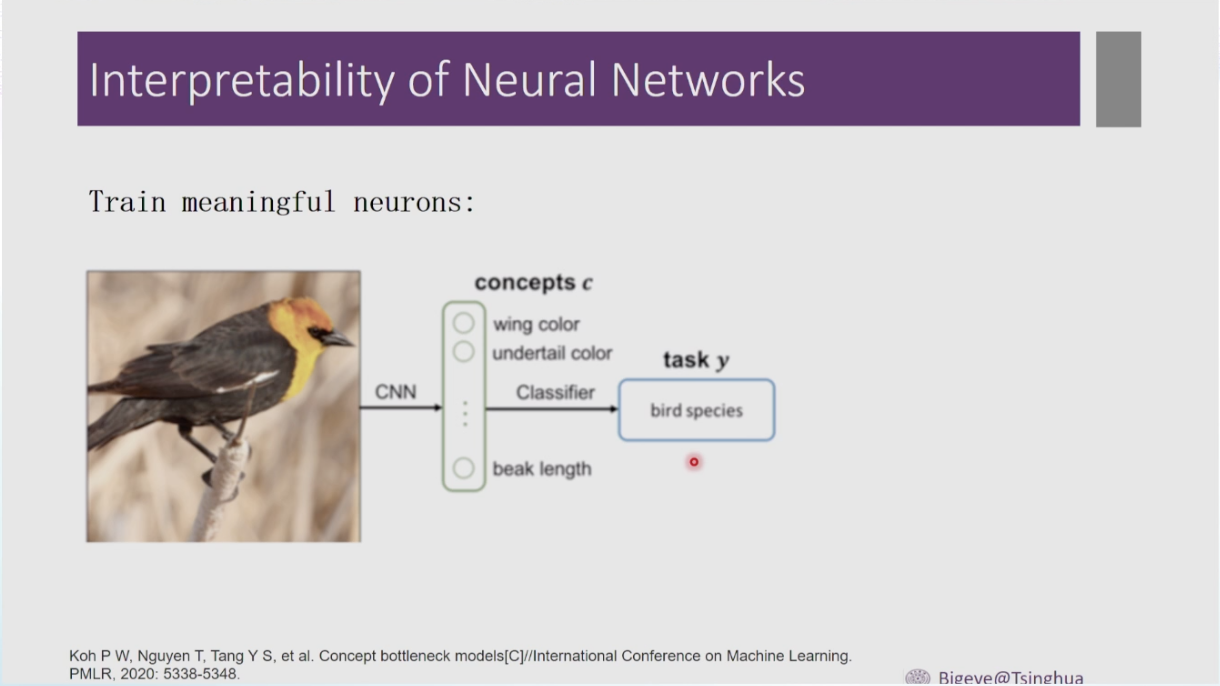 Interpretability of Neural Networks
Train meaningful neurons:
concepts c
wing color
undertail color
task y
CNN
Classifier
bird species
beak length
Koh P W, Nguyen T, Tang Y S, et al. Concept bottleneck models[C]//International Conference on Machine Learning.
PMLR, 2020: 5338-5348.
Bigeye@Tsinghua